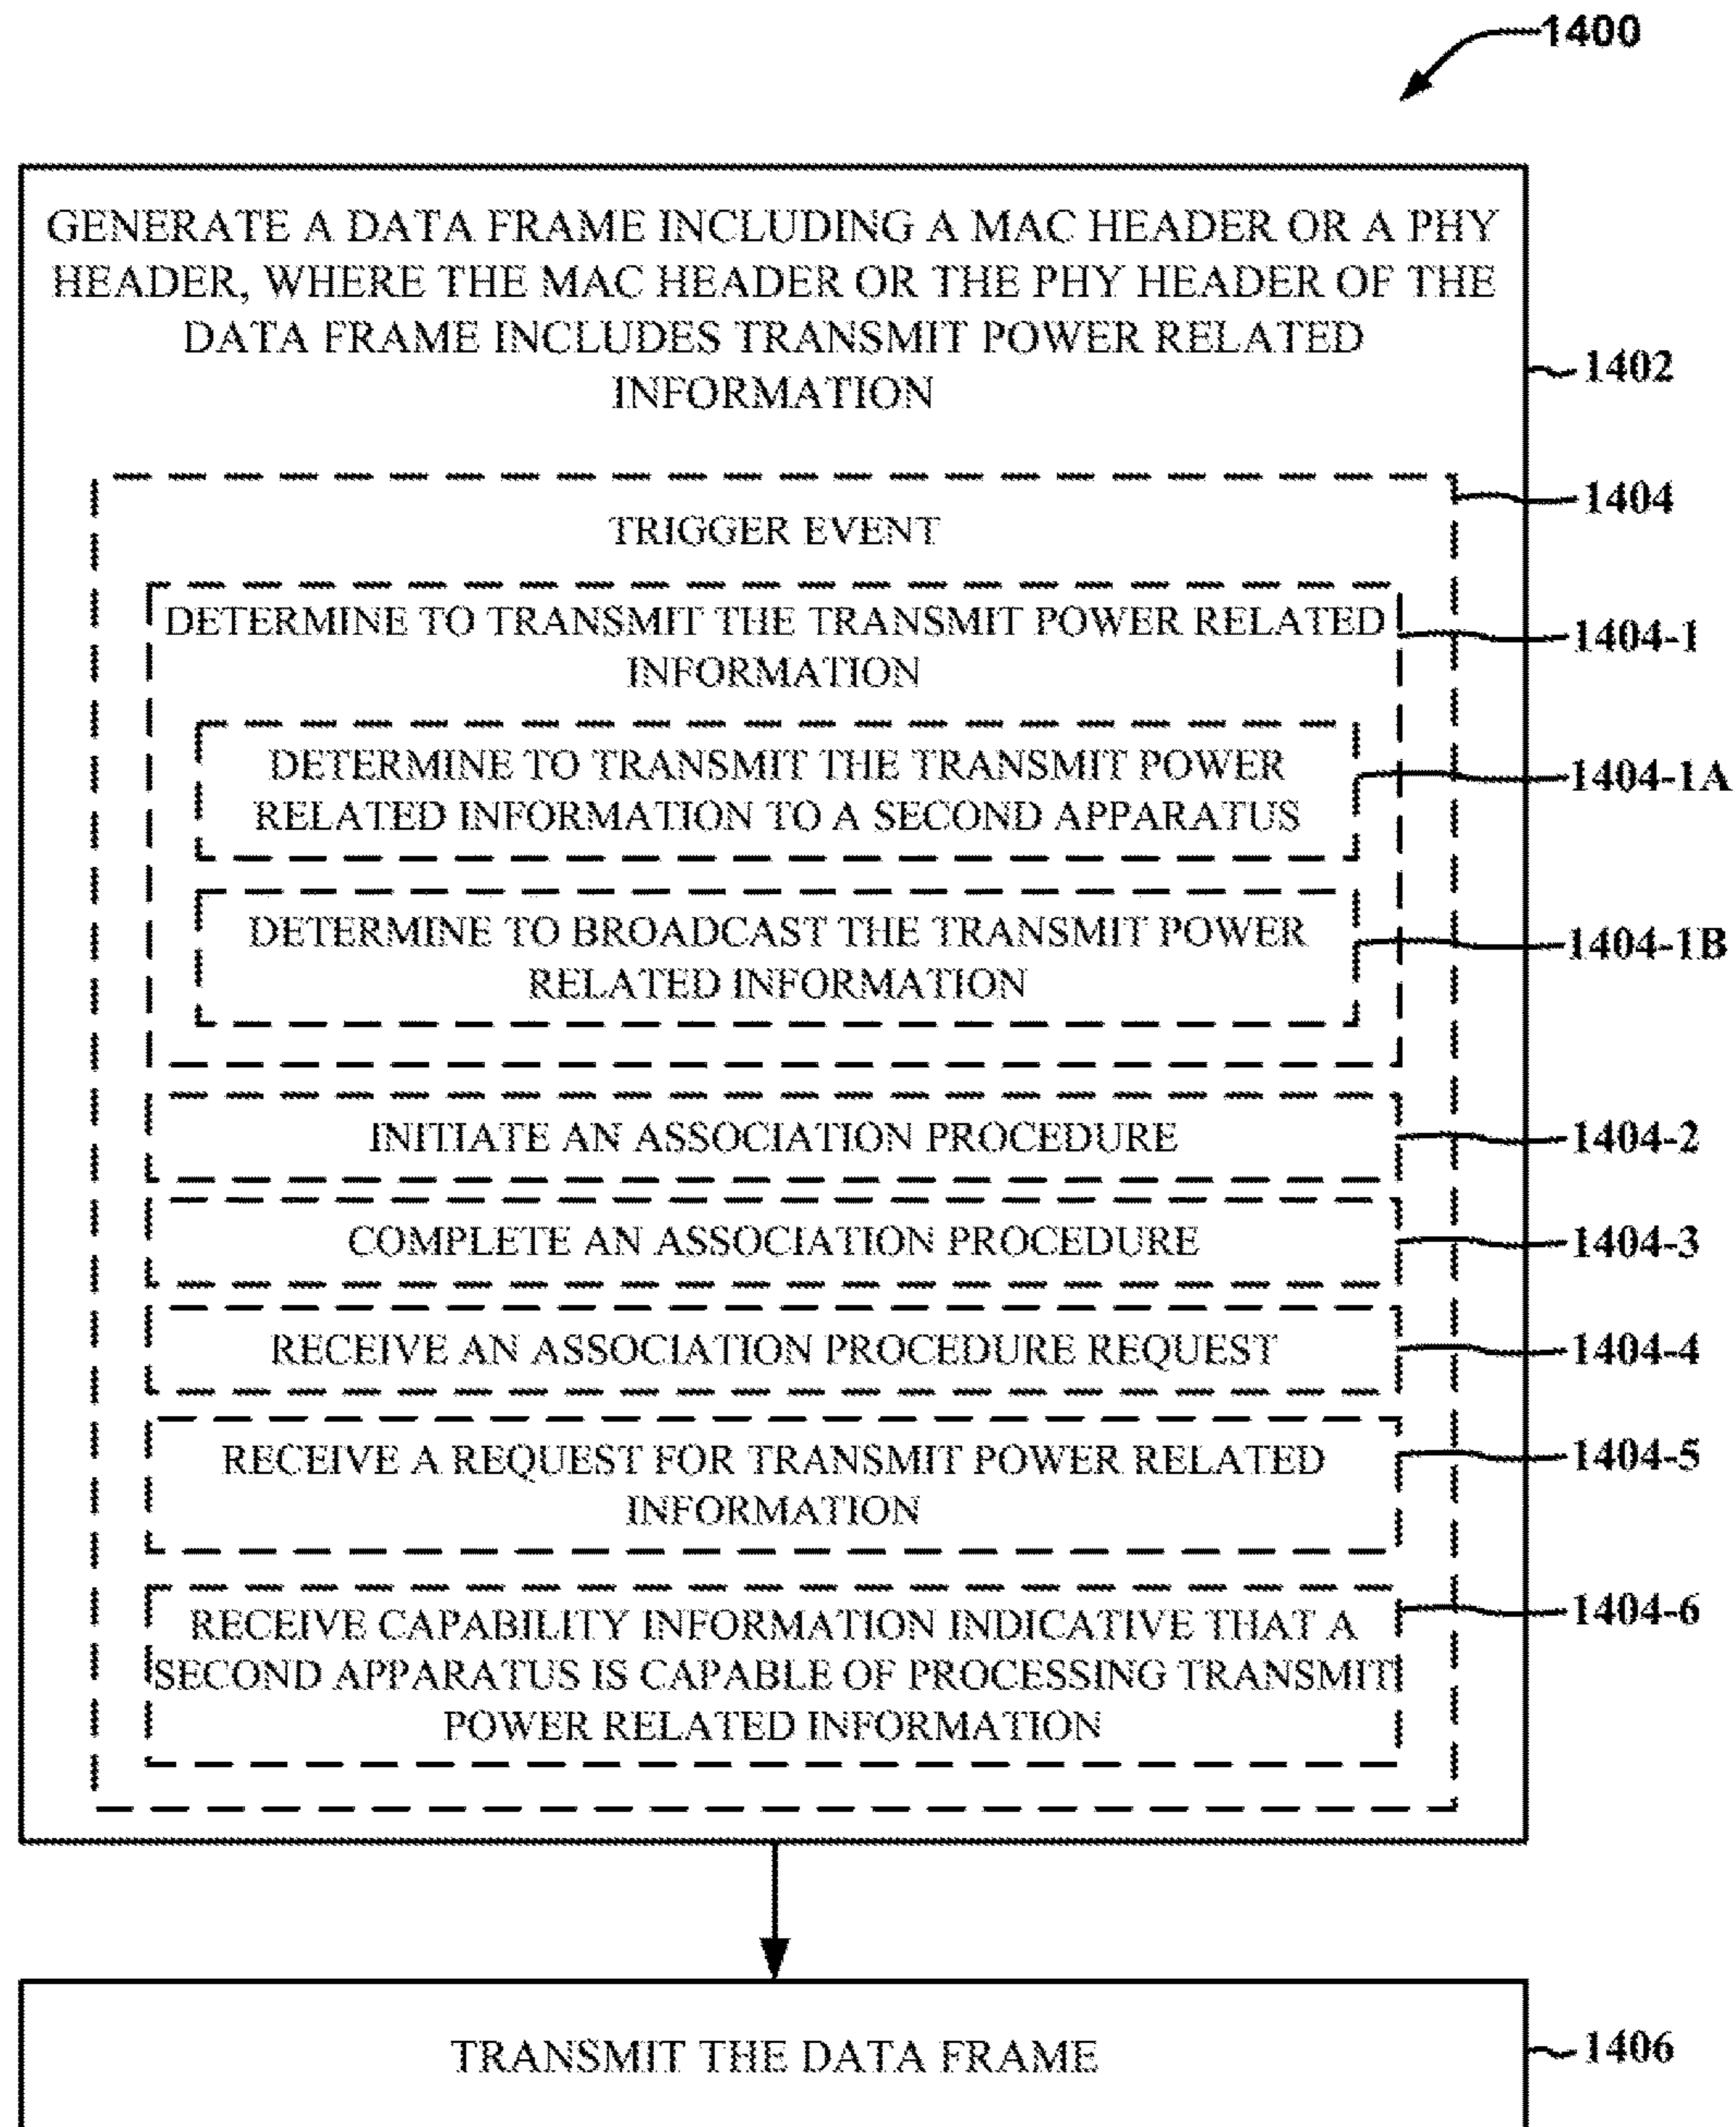 1400
GENERATE A DATA FRAME INCLUDING A MAC HEADER OR A PHY
HEADER, WHERE THE MAC HEADER OR THE PHY HEADER OF THE
DATA FRAME INCLUDES TRANSMIT POWER RELATED
INFORMATION
1402
1404
TRIGGER EVENT
DETERMINE TO TRANSMIT THE TRANSMIT POWER RELATED
INFORMATION
1404-1
DETERMINE TO TRANSMIT THE TRANSMIT POWER
RELATED INFORMATION TO A SECOND APPARATUS
1404-1A
DETERMINE TO BROADCAST THE TRANSMIT POWER
RELATED INFORMATION
1404-1B
INITIATE AN ASSOCIATION PROCEDURE
1404-2
COMPLETE AN ASSOCIATION PROCEDURE
1404-3
RECEIVE AN ASSOCIATION PROCEDURE REQUEST
1404-4
RECEIVE A REQUEST FOR TRANSMIT POWER RELATED
INFORMATION
1404-5
RECEIVE CAPABILITY INFORMATION INDICATIVE THAT A
SECOND APPARATUS IS CAPABLE OF PROCESSING TRANSMIT
POWER RELATED INFORMATION
1404-6
TRANSMIT THE DATA FRAME
1406